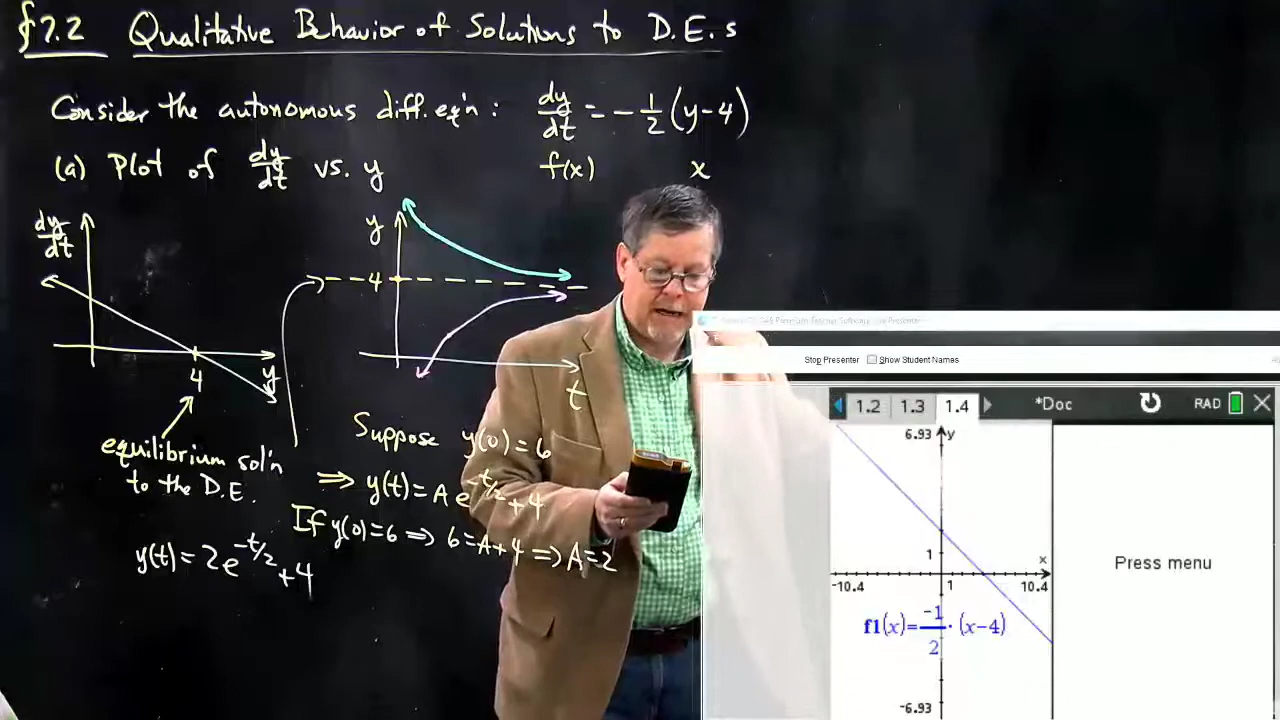 §7.2 Qualitative Behavior of Solutions to D.E.s
Consider the autonomous diff. eq'n: dy/dt = -1/2 (y-4)
(a) Plot of dy/dt vs. y f(x) x
dy/dt
y
4
y
4
t
equilibrium sol'n
to the D.E.
Suppose y(0)=6
⇒ y(t)=A e^(-t/2)+4
If y(0)=6 ⇒ 6=A+4 ⇒ A=2
y(t)=2e^(-t/2)+4
Stop Presenter Show Student Names
1.2 1.3 1.4 *Doc RAD
6.93 y
1
x
-10.4 1 10.4
f1(x)=-1/2·(x-4)
-6.93
Press menu